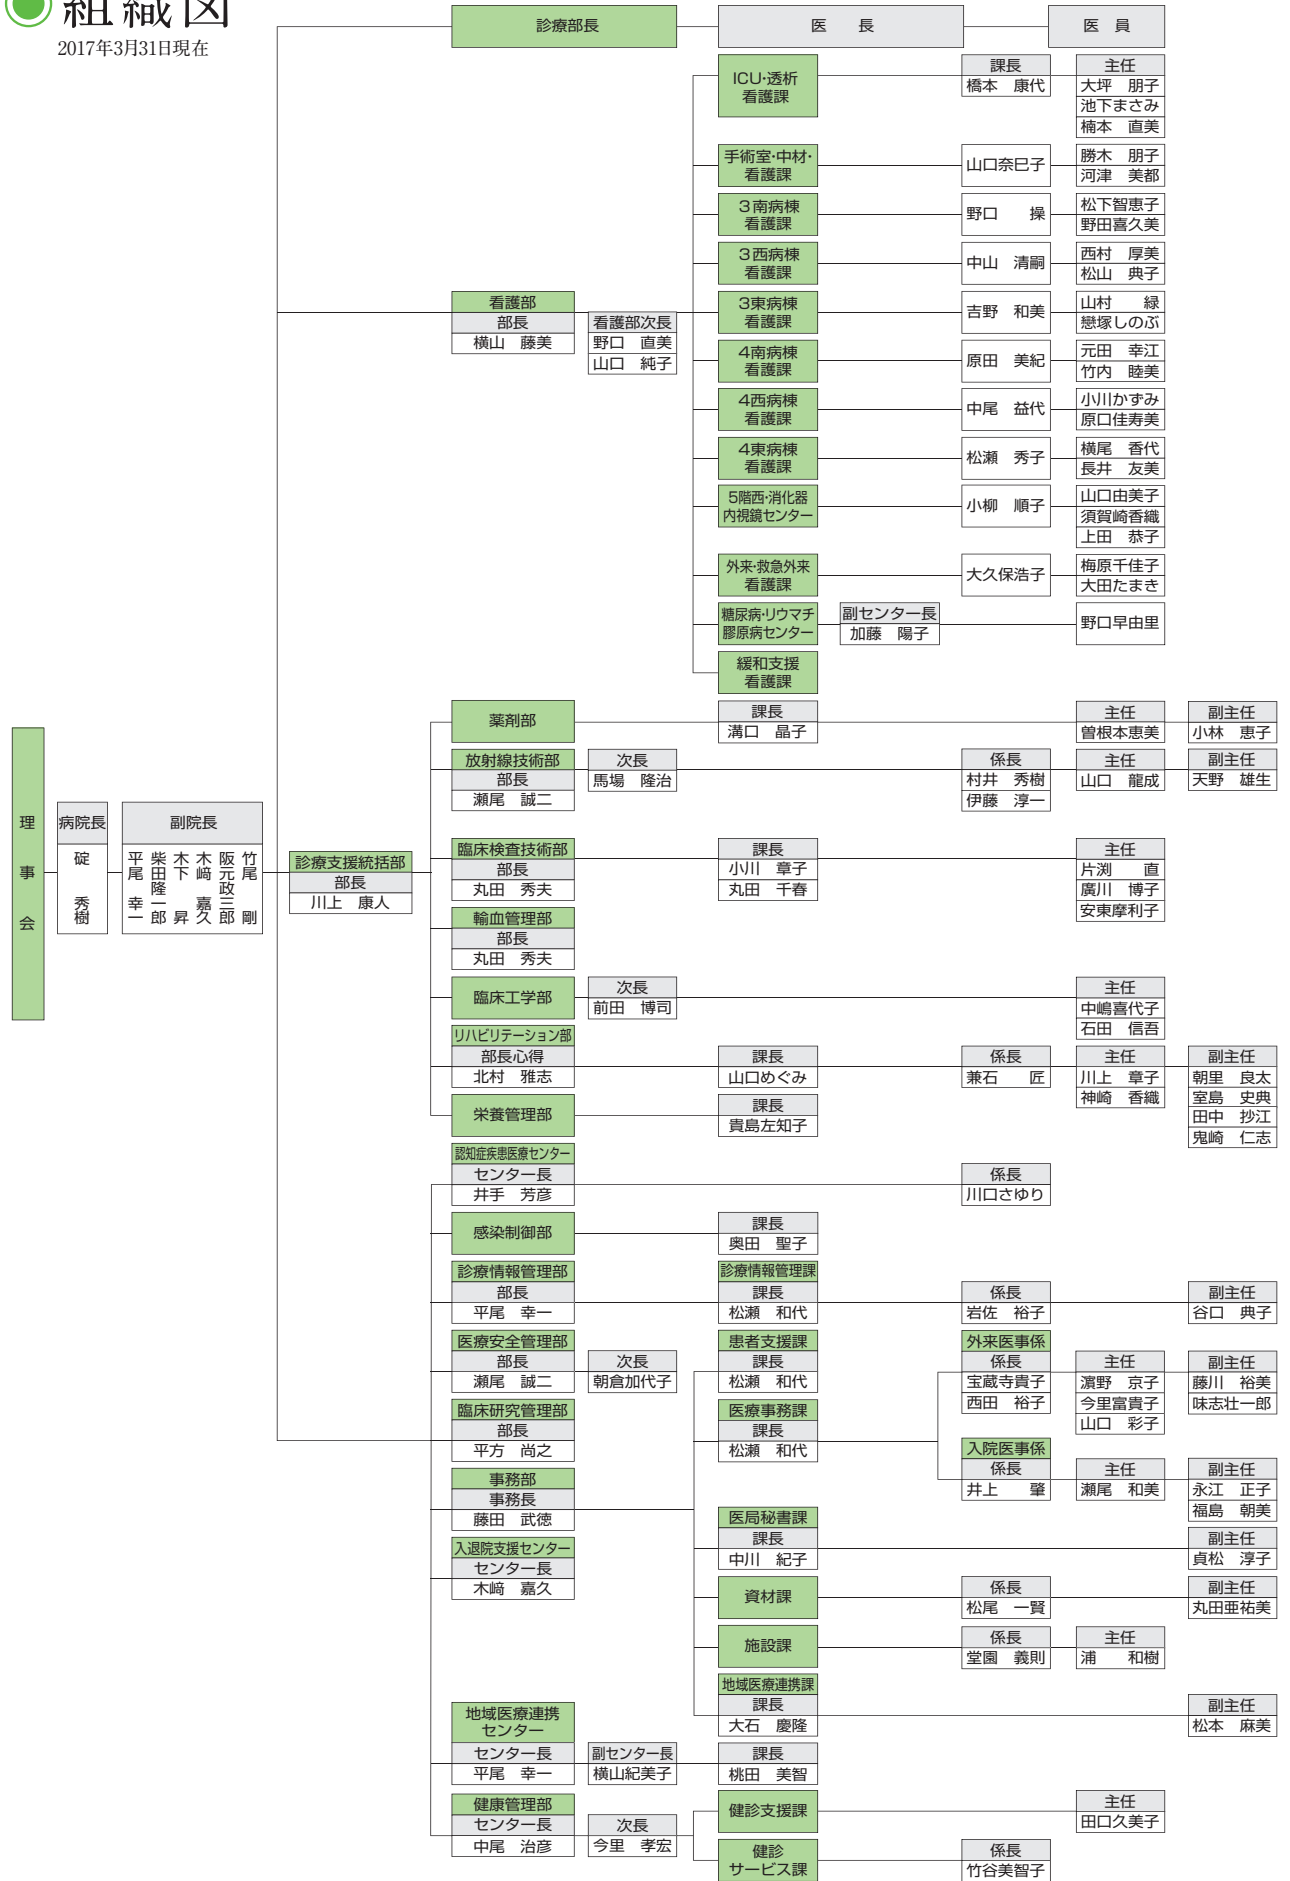 組織図
2017年3月31日現在
診療部長
医　長
医　員
ICU・透析
看護課
課長
橋本　康代
主任
大坪　朋子
池下まさみ
楠本　直美
手術室・中材・
看護課
山口奈巳子
勝木　朋子
河津　美都
3南病棟
看護課
野口　操
松下智恵子
野田喜久美
3西病棟
看護課
中山　清嗣
西村　厚美
松山　典子
看護部
部長
横山　藤美
看護部次長
野口　直美
山口　純子
3東病棟
看護課
吉野　和美
山村　緑
戀塚しのぶ
4南病棟
看護課
原田　美紀
元田　幸江
竹内　睦美
4西病棟
看護課
中尾　益代
小川かずみ
原口佳寿美
4東病棟
看護課
松瀬　秀子
横尾　香代
長井　友美
5階西・消化器
内視鏡センター
小柳　順子
山口由美子
須賀崎香織
上田　恭子
外来・救急外来
看護課
大久保浩子
梅原千佳子
大田たまき
糖尿病・リウマチ
膠原病センター
副センター長
加藤　陽子
野口早由里
緩和支援
看護課
理事会
病院長
碇　秀樹
副院長
平尾　幸一
柴田隆一郎
木下　昇
木﨑　嘉久
阪元政三郎
竹尾　剛
診療支援統括部
部長
川上　康人
薬剤部
課長
溝口　晶子
主任
曽根本恵美
副主任
小林　恵子
放射線技術部
部長
瀬尾　誠二
次長
馬場　隆治
係長
村井　秀樹
伊藤　淳一
主任
山口　龍成
副主任
天野　雄生
臨床検査技術部
部長
丸田　秀夫
課長
小川　章子
丸田　千春
主任
片渕　直
廣川　博子
安東摩利子
輸血管理部
部長
丸田　秀夫
臨床工学部
次長
前田　博司
主任
中嶋喜代子
石田　信吾
リハビリテーション部
部長心得
北村　雅志
課長
山口めぐみ
係長
兼石　匠
主任
川上　章子
神崎　香織
副主任
朝里　良太
室島　史典
田中　抄江
鬼崎　仁志
栄養管理部
課長
貴島左知子
認知症疾患医療センター
センター長
井手　芳彦
係長
川口さゆり
感染制御部
課長
奥田　聖子
診療情報管理部
部長
平尾　幸一
診療情報管理課
課長
松瀬　和代
係長
岩佐　裕子
副主任
谷口　典子
医療安全管理部
部長
瀬尾　誠二
次長
朝倉加代子
患者支援課
課長
松瀬　和代
外来医事係
係長
宝蔵寺貴子
西田　裕子
主任
濵野　京子
今里富貴子
山口　彩子
副主任
藤川　裕美
味志壮一郎
臨床研究管理部
部長
平方　尚之
医療事務課
課長
松瀬　和代
入院医事係
係長
井上　肇
主任
瀬尾　和美
副主任
永江　正子
福島　朝美
事務部
事務長
藤田　武徳
医局秘書課
課長
中川　紀子
副主任
貞松　淳子
入退院支援センター
センター長
木﨑　嘉久
資材課
係長
松尾　一賢
副主任
丸田亜祐美
施設課
係長
堂園　義則
主任
浦　和樹
地域医療連携課
課長
大石　慶隆
副主任
松本　麻美
地域医療連携
センター
センター長
平尾　幸一
副センター長
横山紀美子
課長
桃田　美智
健康管理部
センター長
中尾　治彦
次長
今里　孝宏
健診支援課
主任
田口久美子
健診
サービス課
係長
竹谷美智子